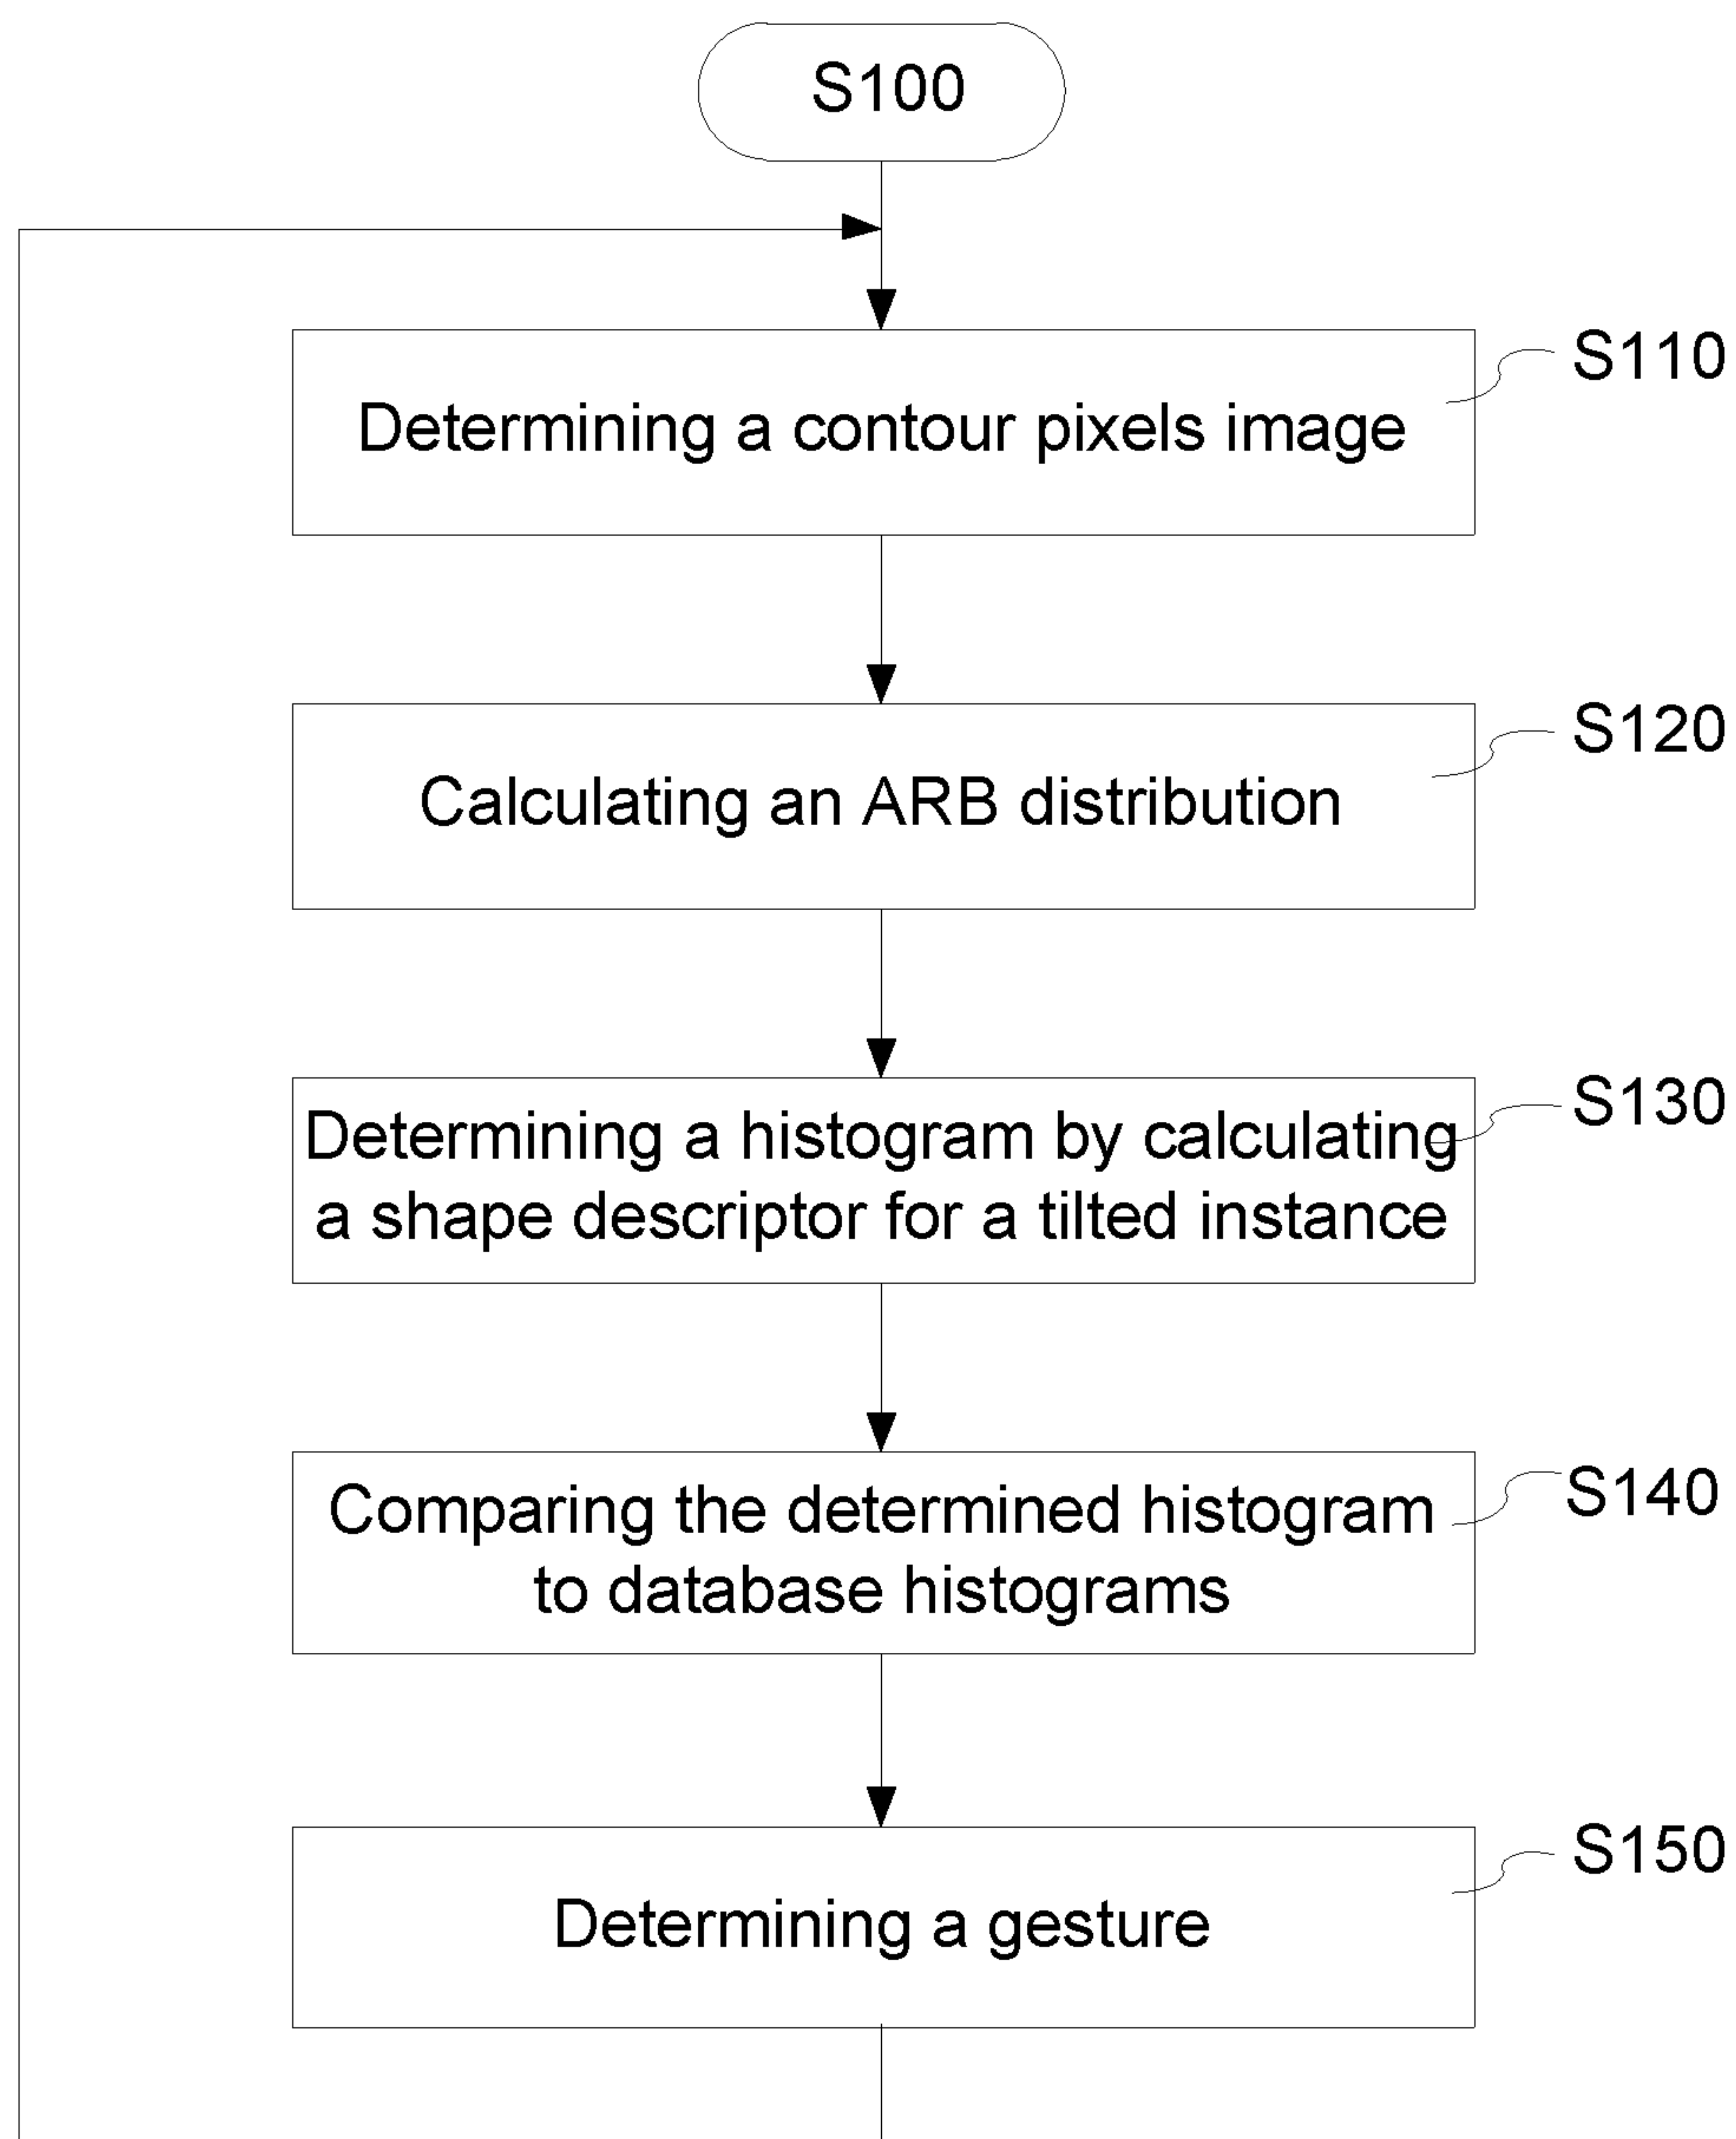 S100
S110
Determining a contour pixels image
S120
Calculating an ARB distribution
S130
Determining a histogram by calculating
a shape descriptor for a tilted instance
S140
Comparing the determined histogram
to database histograms
S150
Determining a gesture